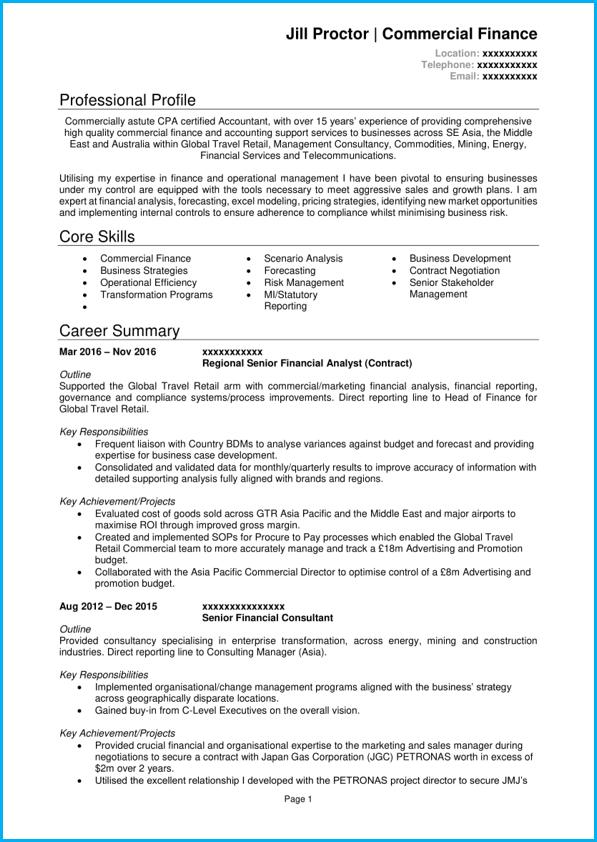 Jill Proctor | Commercial Finance
Location: xxxxxxxxxx
Telephone: xxxxxxxxxxx
Email: xxxxxxxxxx
Professional Profile
Commercially astute CPA certified Accountant, with over 15 years’ experience of providing comprehensive
high quality commercial finance and accounting support services to businesses across SE Asia, the Middle
East and Australia within Global Travel Retail, Management Consultancy, Commodities, Mining, Energy,
Financial Services and Telecommunications.
Utilising my expertise in finance and operational management I have been pivotal to ensuring businesses
under my control are equipped with the tools necessary to meet aggressive sales and growth plans. I am
expert at financial analysis, forecasting, excel modeling, pricing strategies, identifying new market opportunities
and implementing internal controls to ensure adherence to compliance whilst minimising business risk.
Core Skills
• Commercial Finance
• Business Strategies
• Operational Efficiency
• Transformation Programs
•
• Scenario Analysis
• Forecasting
• Risk Management
• MI/Statutory
Reporting
• Business Development
• Contract Negotiation
• Senior Stakeholder
Management
Career Summary
Mar 2016 – Nov 2016 xxxxxxxxxxx
Regional Senior Financial Analyst (Contract)
Outline
Supported the Global Travel Retail arm with commercial/marketing financial analysis, financial reporting,
governance and compliance systems/process improvements. Direct reporting line to Head of Finance for
Global Travel Retail.
Key Responsibilities
• Frequent liaison with Country BDMs to analyse variances against budget and forecast and providing
expertise for business case development.
• Consolidated and validated data for monthly/quarterly results to improve accuracy of information with
detailed supporting analysis fully aligned with brands and regions.
Key Achievement/Projects
• Evaluated cost of goods sold across GTR Asia Pacific and the Middle East and major airports to
maximise ROI through improved gross margin.
• Created and implemented SOPs for Procure to Pay processes which enabled the Global Travel
Retail Commercial team to more accurately manage and track a £18m Advertising and Promotion
budget.
• Collaborated with the Asia Pacific Commercial Director to optimise control of a £8m Advertising and
promotion budget.
Aug 2012 – Dec 2015 xxxxxxxxxxxxxxx
Senior Financial Consultant
Outline
Provided consultancy specialising in enterprise transformation, across energy, mining and construction
industries. Direct reporting line to Consulting Manager (Asia).
Key Responsibilities
• Implemented organisational/change management programs aligned with the business’ strategy
across geographically disparate locations.
• Gained buy-in from C-Level Executives on the overall vision.
Key Achievement/Projects
• Provided crucial financial and organisational expertise to the marketing and sales manager during
negotiations to secure a contract with Japan Gas Corporation (JGC) PETRONAS worth in excess of
$2m over 2 years.
• Utilised the excellent relationship I developed with the PETRONAS project director to secure JMJ’s
Page 1